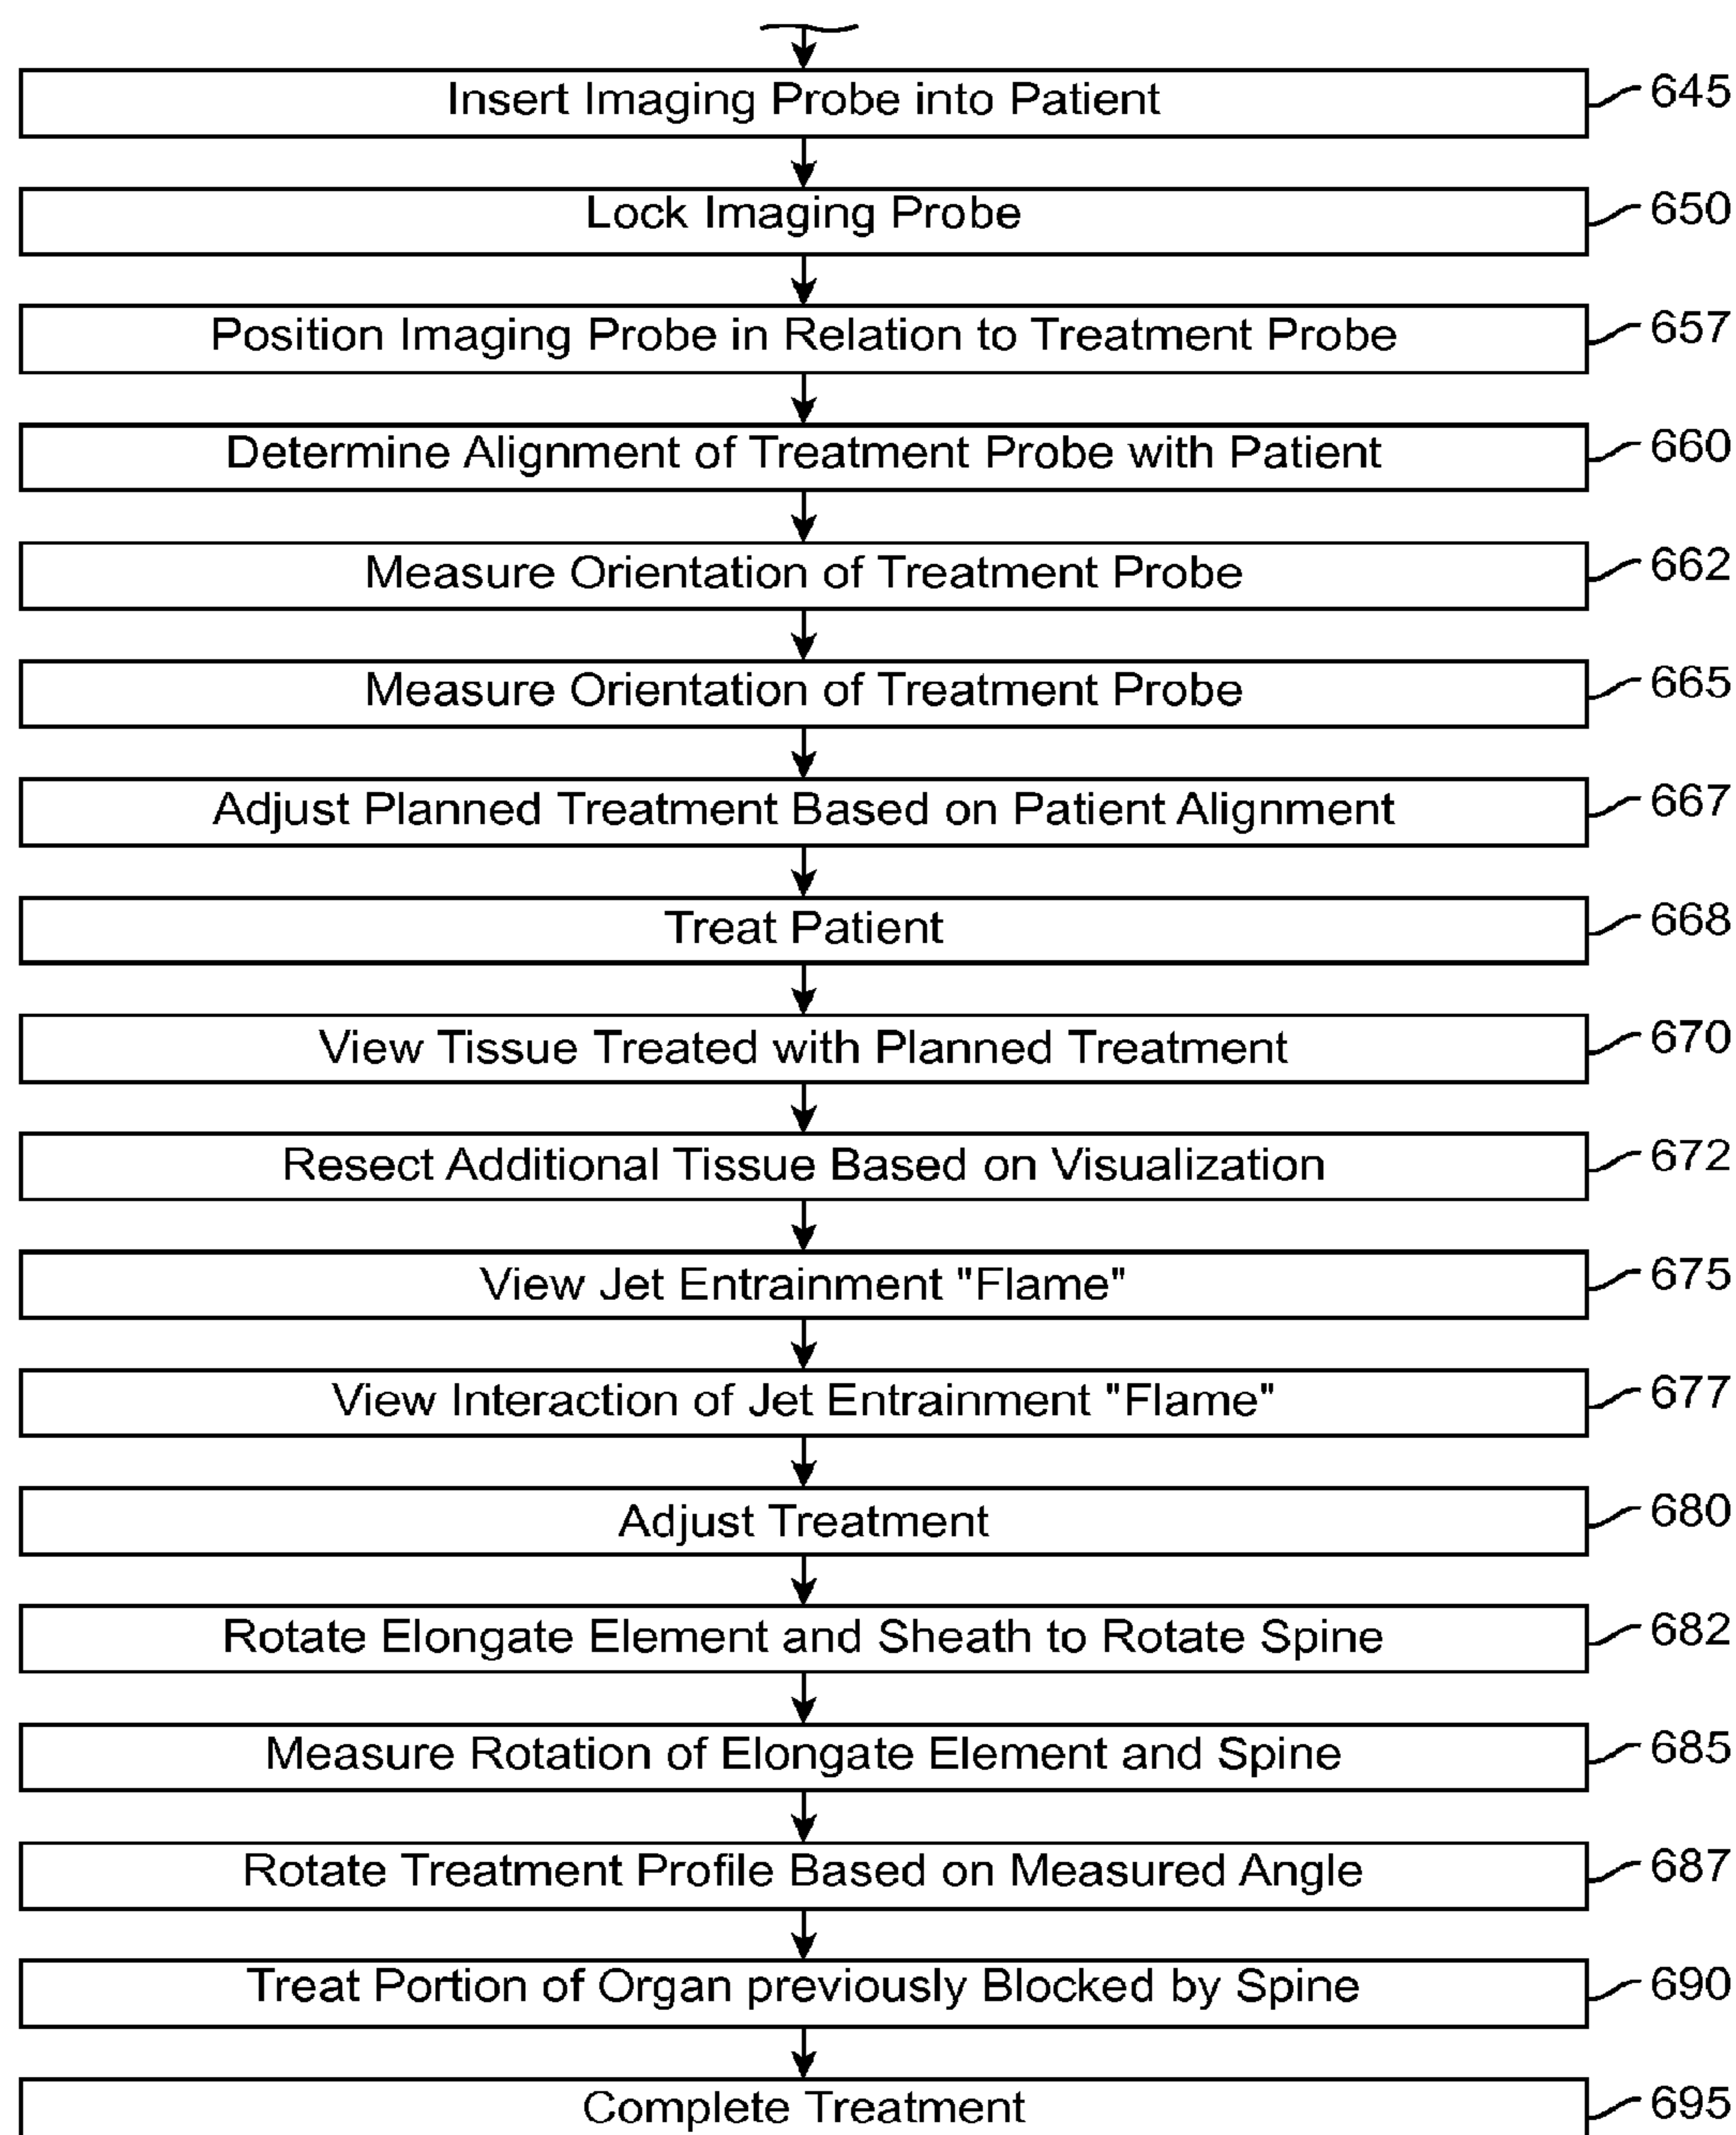 Insert Imaging Probe into Patient 645
Lock Imaging Probe 650
Position Imaging Probe in Relation to Treatment Probe 657
Determine Alignment of Treatment Probe with Patient 660
Measure Orientation of Treatment Probe 662
Measure Orientation of Treatment Probe 665
Adjust Planned Treatment Based on Patient Alignment 667
Treat Patient 668
View Tissue Treated with Planned Treatment 670
Resect Additional Tissue Based on Visualization 672
View Jet Entrainment "Flame" 675
View Interaction of Jet Entrainment "Flame" 677
Adjust Treatment 680
Rotate Elongate Element and Sheath to Rotate Spine 682
Measure Rotation of Elongate Element and Spine 685
Rotate Treatment Profile Based on Measured Angle 687
Treat Portion of Organ previously Blocked by Spine 690
Complete Treatment 695